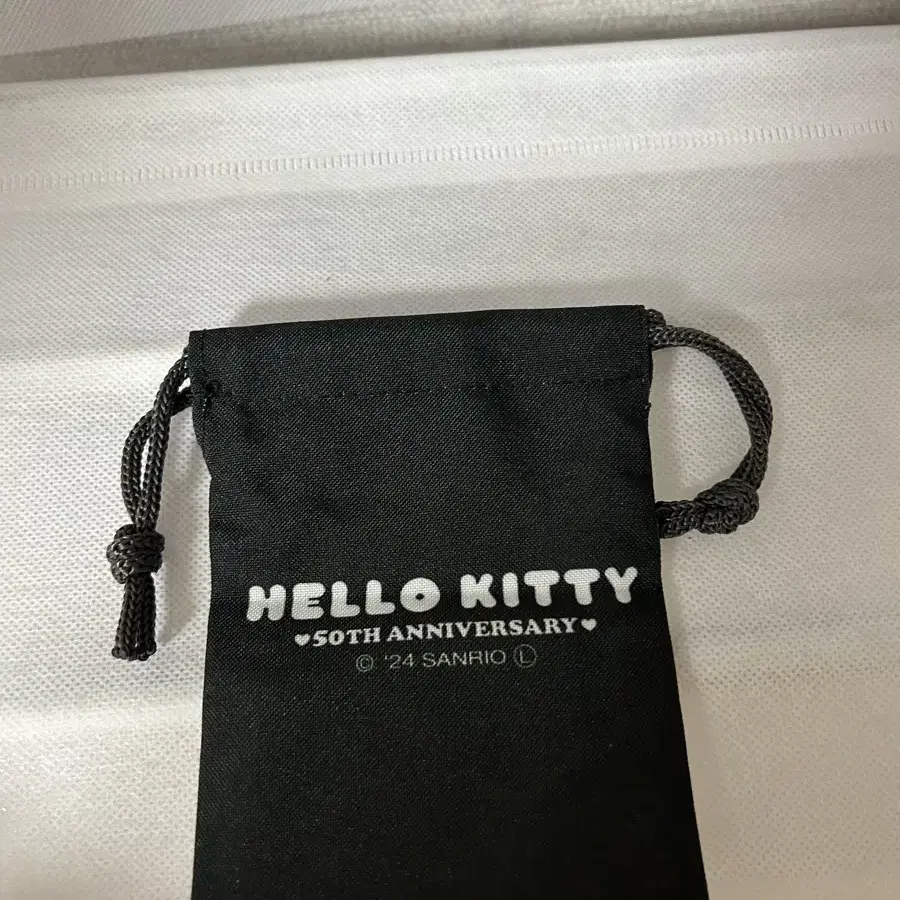 HELLO KITTY
♥50TH ANNIVERSARY♥
© '24 SANRIO Ⓛ